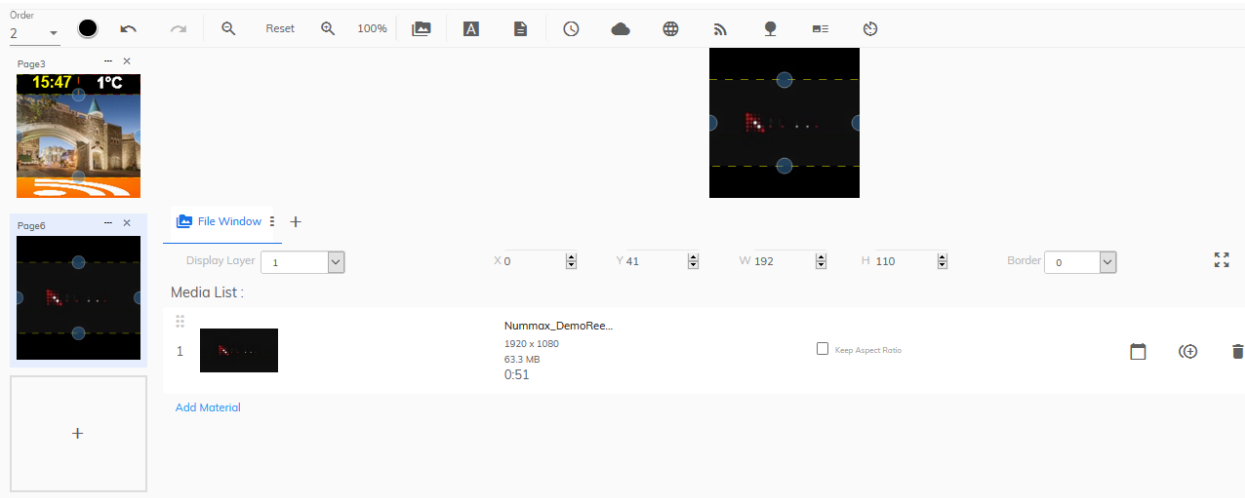 Order
2
Reset
100%
A
Page3
15:47 1°C
Page6
File Window
Display Layer 1
X 0
Y 41
W 192
H 110
Border 0
Media List :
1
Nummax_DemoRee...
1920 x 1080
63.3 MB
0:51
Keep Aspect Ratio
Add Material